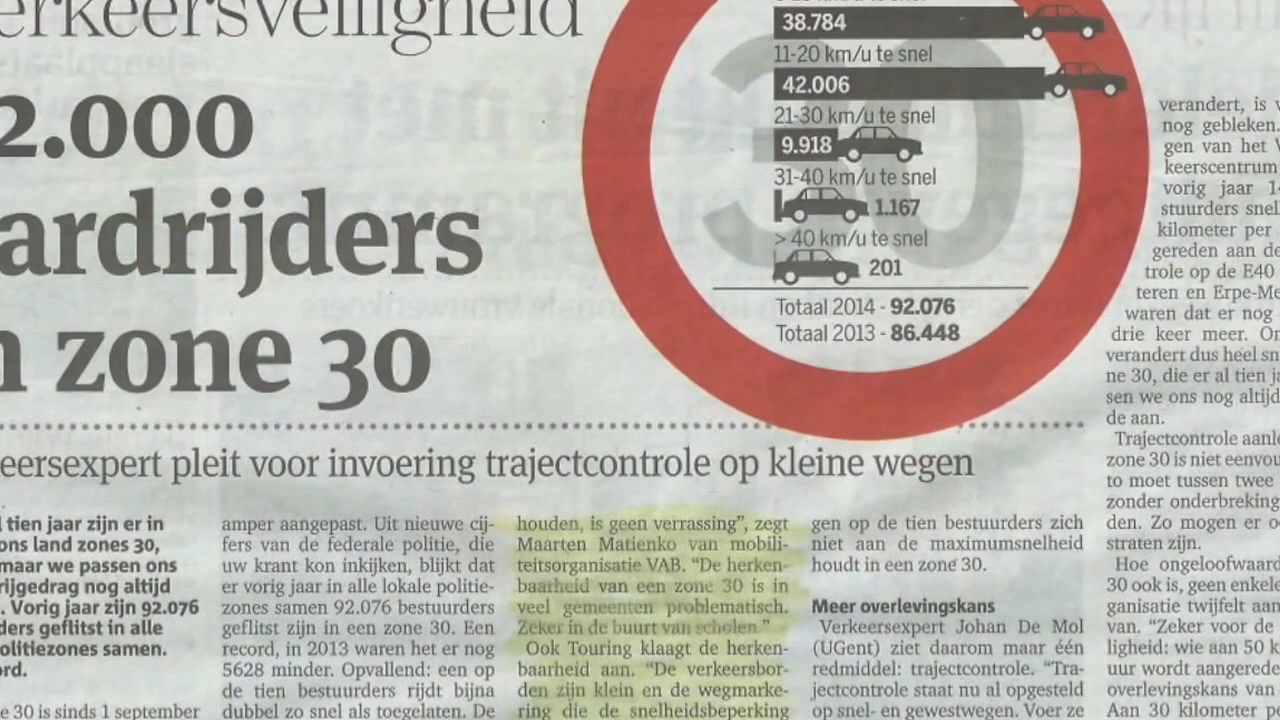 erkeersveiligheid
2.000
ardrijders
n zone 30
38.784
11-20 km/u te snel
42.006
21-30 km/u te snel
9.918
31-40 km/u te snel
1.167
> 40 km/u te snel
201
Totaal 2014 - 92.076
Totaal 2013 - 86.448
30
eersexpert pleit voor invoering trajectcontrole op kleine wegen
l tien jaar zijn er in
ons land zones 30,
maar we passen ons
rijgedrag nog altijd
. Vorig jaar zijn 92.076
ders geflitst in alle
olitiezones samen.
ord.
e 30 is sinds 1 september
amper aangepast. Uit nieuwe cij-
fers van de federale politie, die
uw krant kon inkijken, blijkt dat
er vorig jaar in alle lokale politie-
zones samen 92.076 bestuurders
geflitst zijn in een zone 30. Een
record, in 2013 waren het er nog
5628 minder. Opvallend: een op
de tien bestuurders rijdt bijna
dubbel zo snel als toegelaten. De
houden, is geen verrassing”, zegt
Maarten Matienko van mobili-
teitsorganisatie VAB. “De herken-
baarheid van een zone 30 is in
veel gemeenten problematisch.
Zeker in de buurt van scholen.”
Ook Touring klaagt de herken-
baarheid aan. “De verkeersbor-
den zijn klein en de wegmarke-
ring die de snelheidsbeperking
gen op de tien bestuurders zich
niet aan de maximumsnelheid
houdt in een zone 30.
Meer overlevingskans
Verkeersexpert Johan De Mol
(UGent) ziet daarom maar één
redmiddel: trajectcontrole. “Tra-
jectcontrole staat nu al opgesteld
op snel- en gewestwegen. Voer ze
verandert, is v
nog gebleken.
gen van het V
keerscentrum
vorig jaar 1
stuurders snel
kilometer per
gereden aan de
trole op de E40
teren en Erpe-Me
waren dat er nog
drie keer meer. On
verandert dus heel sn
ne 30, die er al tien ja
sen we ons nog altijd
de aan.
Trajectcontrole aanl
zone 30 is niet eenvou
to moet tussen twee
zonder onderbreking
den. Zo mogen er o
straten zijn.
Hoe ongeloofwaard
30 ook is, geen enkele
ganisatie twijfelt aan
van. “Zeker voor de
ligheid: wie aan 50 k
uur wordt aangerede
overlevingskans van
Aan 30 kilometer pe